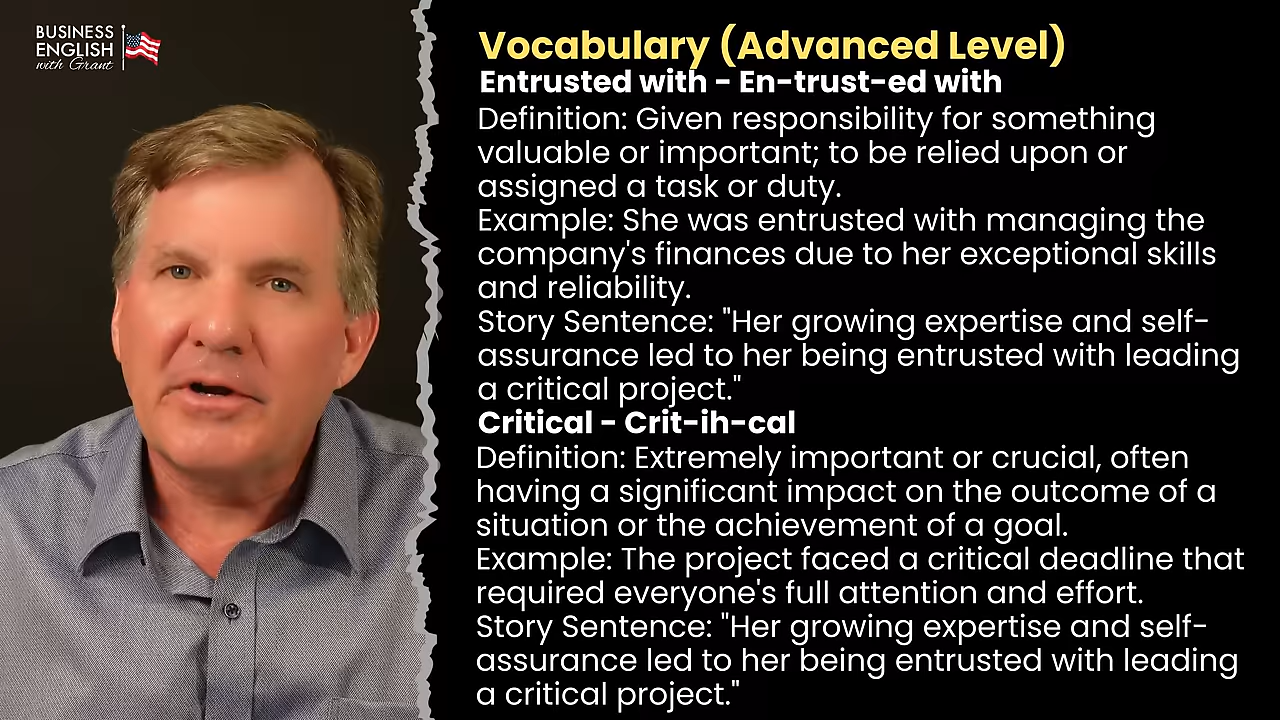 BUSINESS
ENGLISH
with Grant
Vocabulary (Advanced Level)
Entrusted with - En-trust-ed with
Definition: Given responsibility for something
valuable or important; to be relied upon or
assigned a task or duty.
Example: She was entrusted with managing the
company's finances due to her exceptional skills
and reliability.
Story Sentence: "Her growing expertise and self-
assurance led to her being entrusted with leading
a critical project."
Critical - Crit-ih-cal
Definition: Extremely important or crucial, often
having a significant impact on the outcome of a
situation or the achievement of a goal.
Example: The project faced a critical deadline that
required everyone's full attention and effort.
Story Sentence: "Her growing expertise and self-
assurance led to her being entrusted with leading
a critical project."